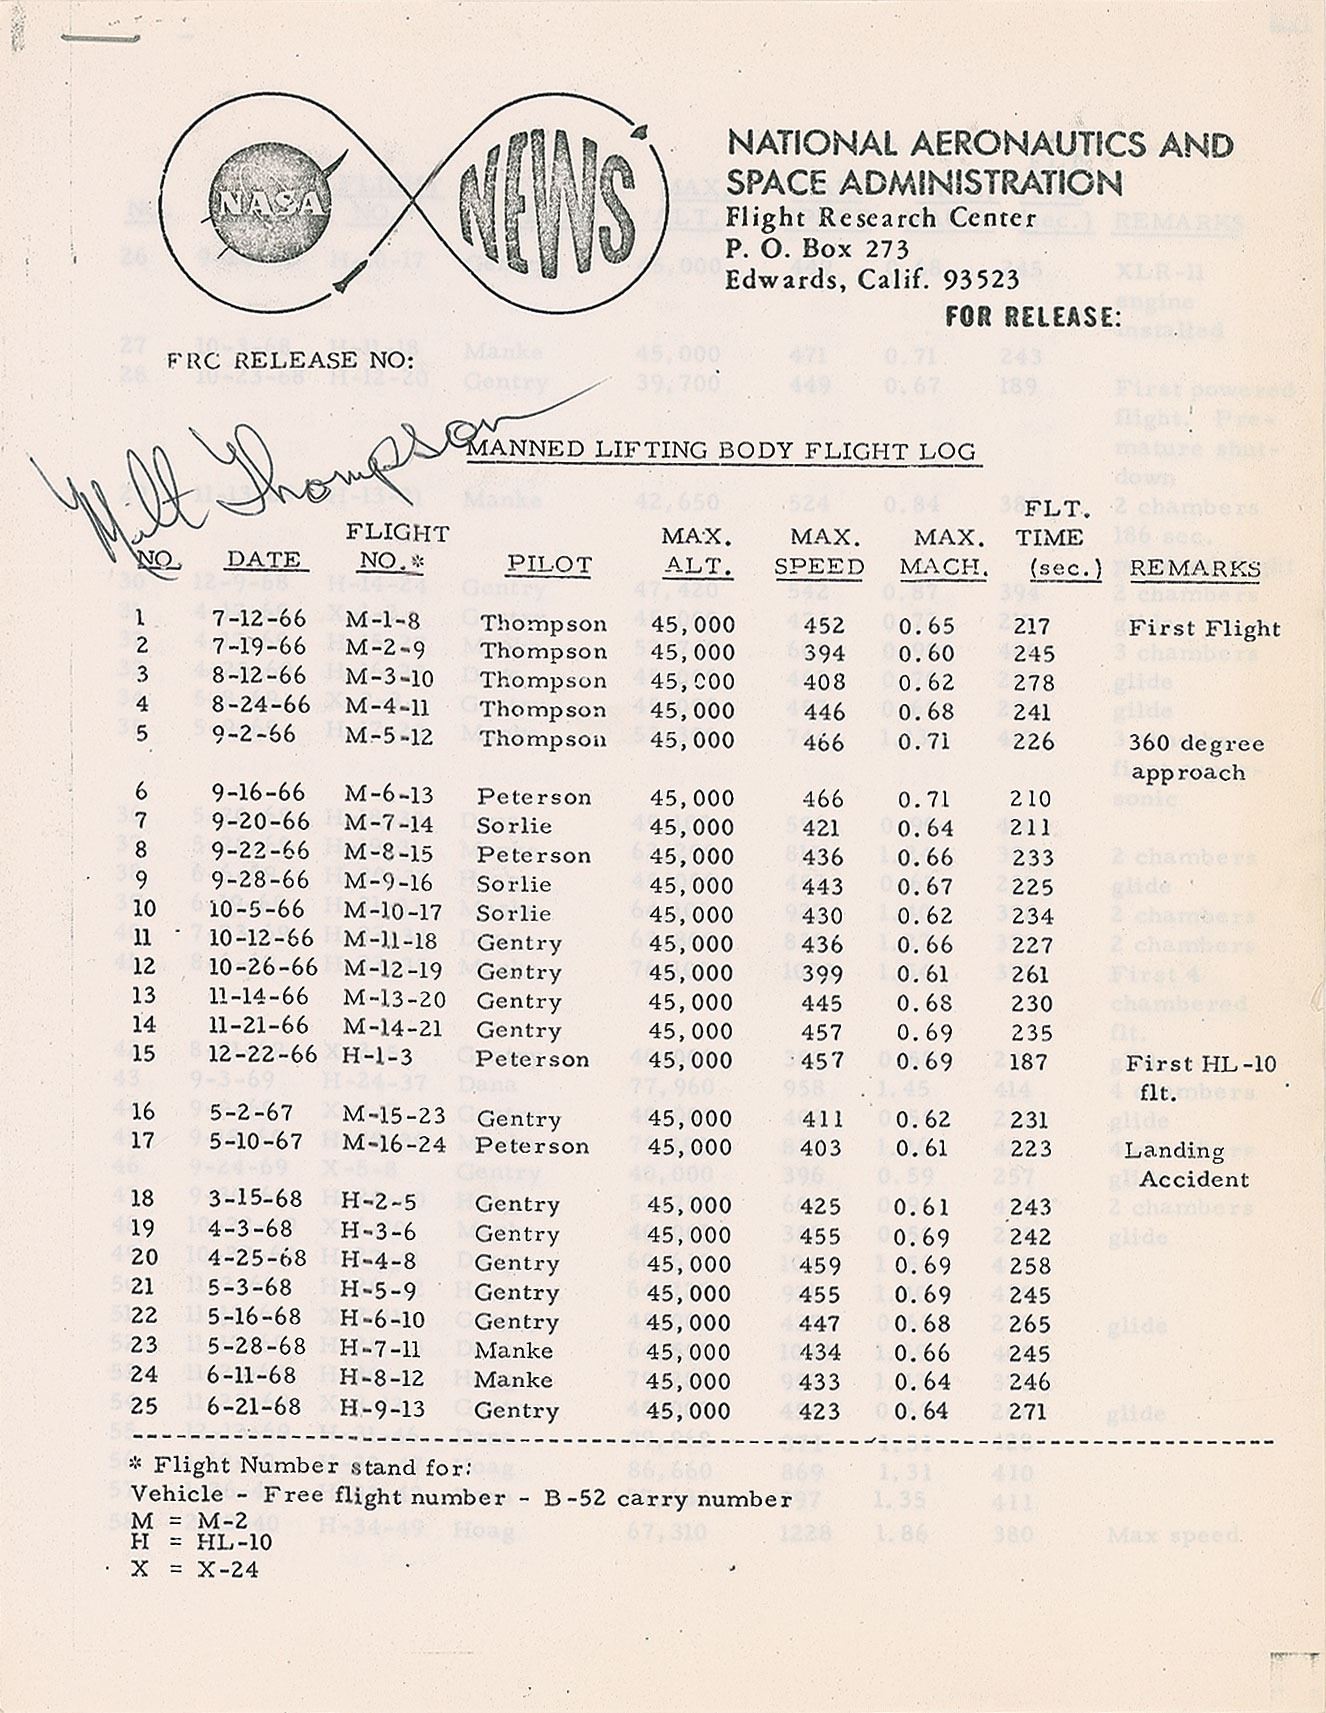 NASA NEWS
NATIONAL AERONAUTICS AND
SPACE ADMINISTRATION
Flight Research Center
P. O. Box 273
Edwards, Calif. 93523
FOR RELEASE:
FRC RELEASE NO:
Milt Thompson
MANNED LIFTING BODY FLIGHT LOG
NO. DATE FLIGHT NO.* PILOT MAX. ALT. MAX. SPEED MAX. MACH. FLT. TIME (sec.) REMARKS
1 7-12-66 M-1-8 Thompson 45,000 452 0.65 217 First Flight
2 7-19-66 M-2-9 Thompson 45,000 394 0.60 245
3 8-12-66 M-3-10 Thompson 45,000 408 0.62 278
4 8-24-66 M-4-11 Thompson 45,000 446 0.68 241
5 9-2-66 M-5-12 Thompson 45,000 466 0.71 226 360 degree
approach
6 9-16-66 M-6-13 Peterson 45,000 466 0.71 210
7 9-20-66 M-7-14 Sorlie 45,000 421 0.64 211
8 9-22-66 M-8-15 Peterson 45,000 436 0.66 233
9 9-28-66 M-9-16 Sorlie 45,000 443 0.67 225
10 10-5-66 M-10-17 Sorlie 45,000 430 0.62 234
11 10-12-66 M-11-18 Gentry 45,000 436 0.66 227
12 10-26-66 M-12-19 Gentry 45,000 399 0.61 261
13 11-14-66 M-13-20 Gentry 45,000 445 0.68 230
14 11-21-66 M-14-21 Gentry 45,000 457 0.69 235
15 12-22-66 H-1-3 Peterson 45,000 457 0.69 187 First HL-10
flt.
16 5-2-67 M-15-23 Gentry 45,000 411 0.62 231
17 5-10-67 M-16-24 Peterson 45,000 403 0.61 223 Landing
Accident
18 3-15-68 H-2-5 Gentry 45,000 425 0.61 243
19 4-3-68 H-3-6 Gentry 45,000 455 0.69 242
20 4-25-68 H-4-8 Gentry 45,000 459 0.69 258
21 5-3-68 H-5-9 Gentry 45,000 455 0.69 245
22 5-16-68 H-6-10 Gentry 45,000 447 0.68 265
23 5-28-68 H-7-11 Manke 45,000 434 0.66 245
24 6-11-68 H-8-12 Manke 45,000 433 0.64 246
25 6-21-68 H-9-13 Gentry 45,000 423 0.64 271
* Flight Number stand for:
Vehicle - Free flight number - B-52 carry number
M = M-2
H = HL-10
X = X-24